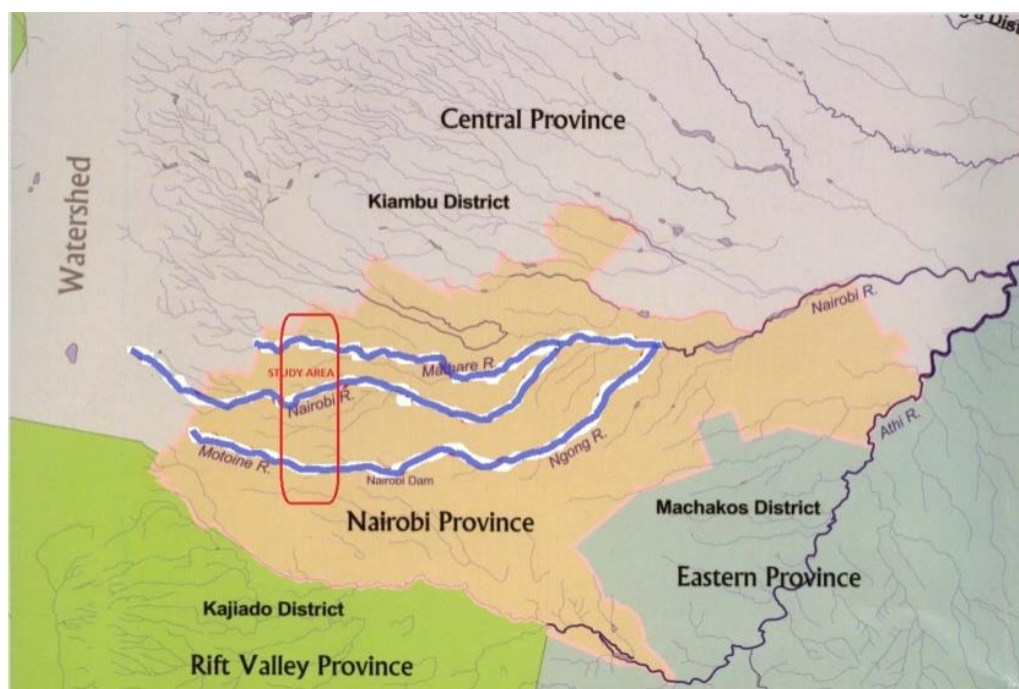 Central Province
Kiambu District
Watershed
Nairobi R.
Mathare R.
STUDY AREA
Nairobi R.
Athi R.
Motoine R.
Ngong R.
Nairobi Dam
Nairobi Province
Machakos District
Eastern Province
Kajiado District
Rift Valley Province